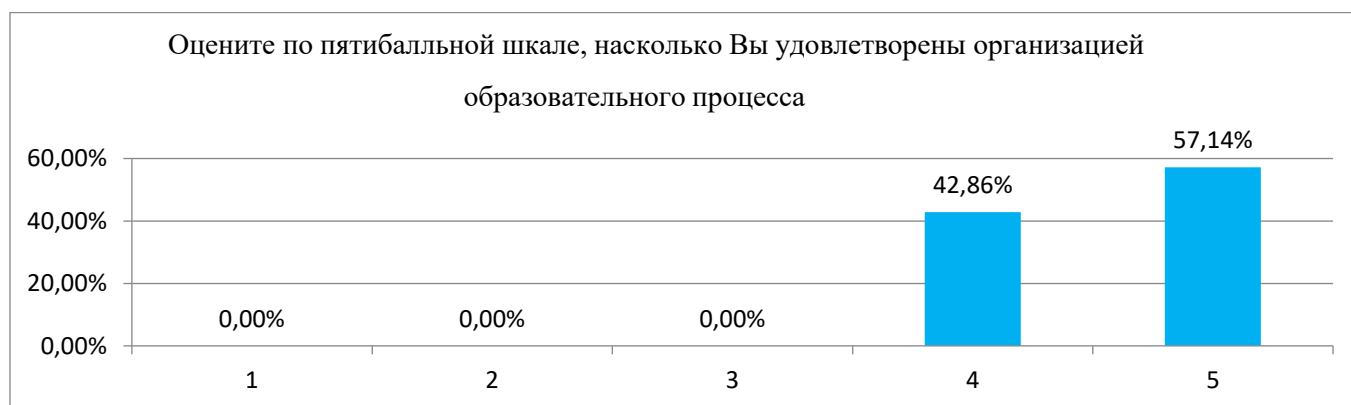 Оцените по пятибалльной шкале, насколько Вы удовлетворены организацией
образовательного процесса
57,14%
60,00%
42,86%
40,00%
20,00%
0,00% 0,00% 0,00%
0,00%
1 2 3 4 5